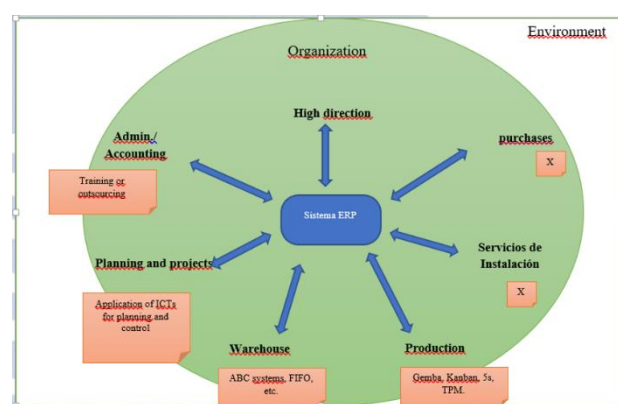 Environment
Organization
High direction
Admin./
Accounting
purchases
X
Training or
outsourcing
Sistema ERP
Planning and projects
Servicios de
Instalación
X
Application of ICTs
for planning and
control
Warehouse
Production
ABC systems, FIFO,
etc.
Gemba, Kanban, 5a,
TPM.